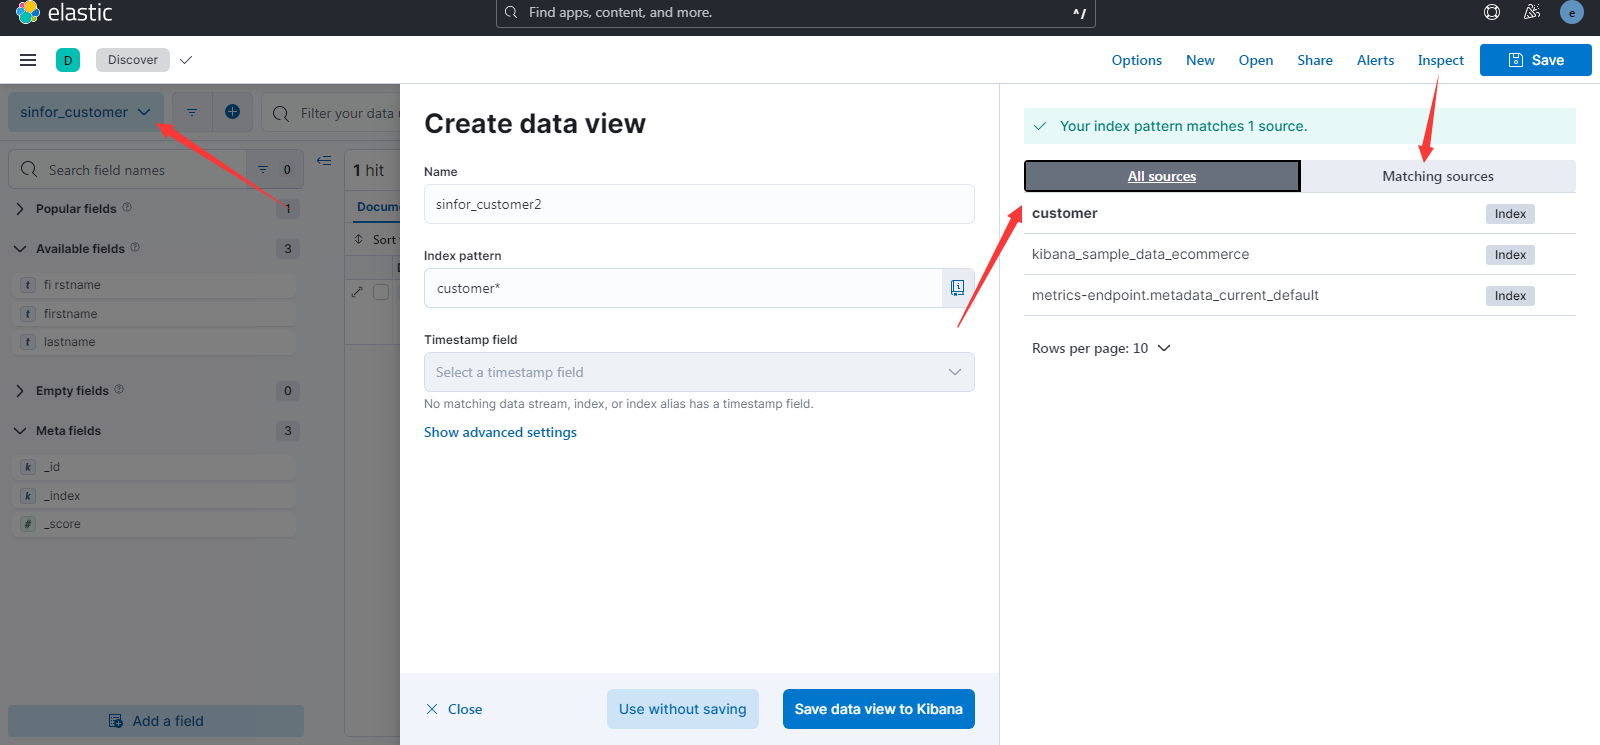 elastic
Find apps, content, and more.
^/
e
D
Discover
Options
New
Open
Share
Alerts
Inspect
Save
sinfor_customer
Filter your data
Search field names
0
Popular fields
1
Available fields
3
t fi rstname
t firstname
t lastname
Empty fields
0
Meta fields
3
k _id
k _index
# _score
Add a field
1 hit
Docume
Sort
Create data view
Name
sinfor_customer2
Index pattern
customer*
Timestamp field
Select a timestamp field
No matching data stream, index, or index alias has a timestamp field.
Show advanced settings
Close
Use without saving
Save data view to Kibana
Your index pattern matches 1 source.
All sources
Matching sources
customer
Index
kibana_sample_data_ecommerce
Index
metrics-endpoint.metadata_current_default
Index
Rows per page: 10